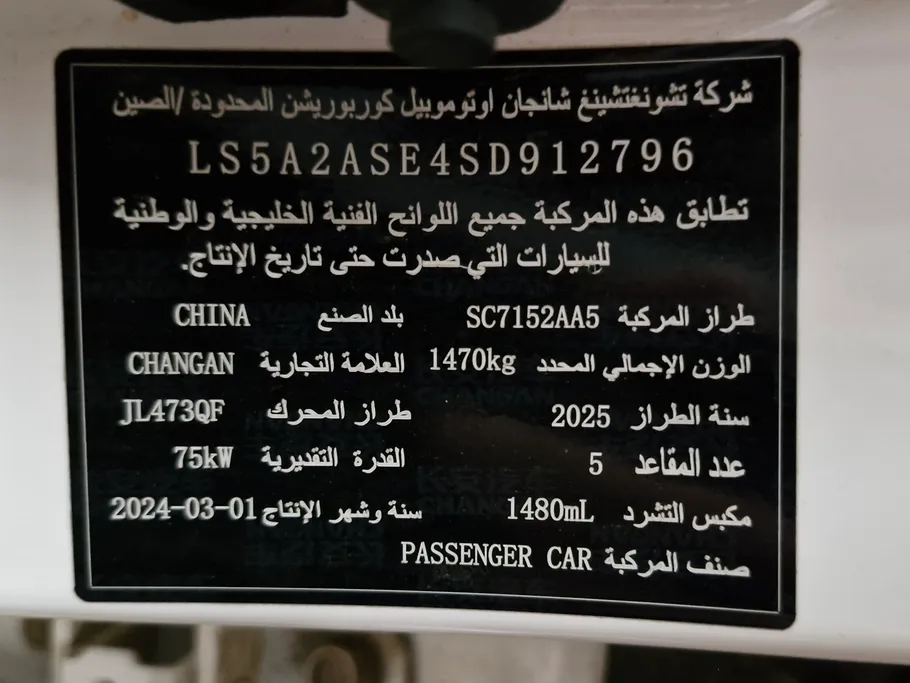 شركة تشونغتشينغ شانجان اوتوموبيل كوربوريشن المحدودة /الصين
LS5A2ASE4SD912796
تطابق هذه المركبة جميع اللوائح الفنية الخليجية والوطنية
للسيارات التي صدرت حتى تاريخ الإنتاج.
طراز المركبة SC7152AA5 بلد الصنع CHINA
الوزن الإجمالي المحدد 1470kg العلامة التجارية CHANGAN
سنة الطراز 2025 طراز المحرك JL473QF
عدد المقاعد 5 القدرة التقديرية 75kW
مكبس التشرد 1480mL سنة وشهر الإنتاج 2024-03-01
صنف المركبة PASSENGER CAR